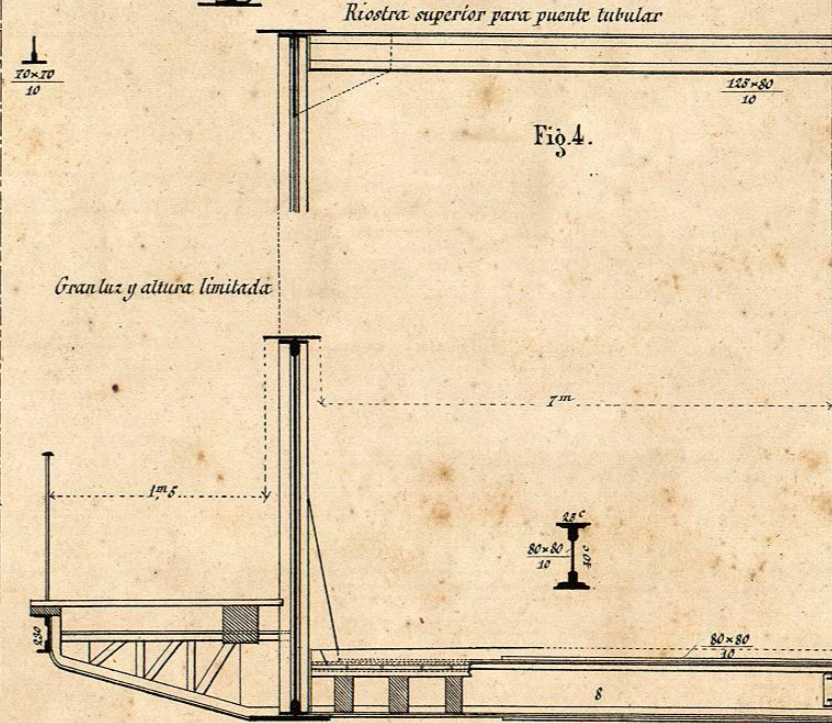 Riostra superior para puente tubular
70×70
10
125×80
10
Fig. 4.
Gran luz y altura limitada
7m
1m,5
25c
80×80
10
40c
230
80×80
10
8